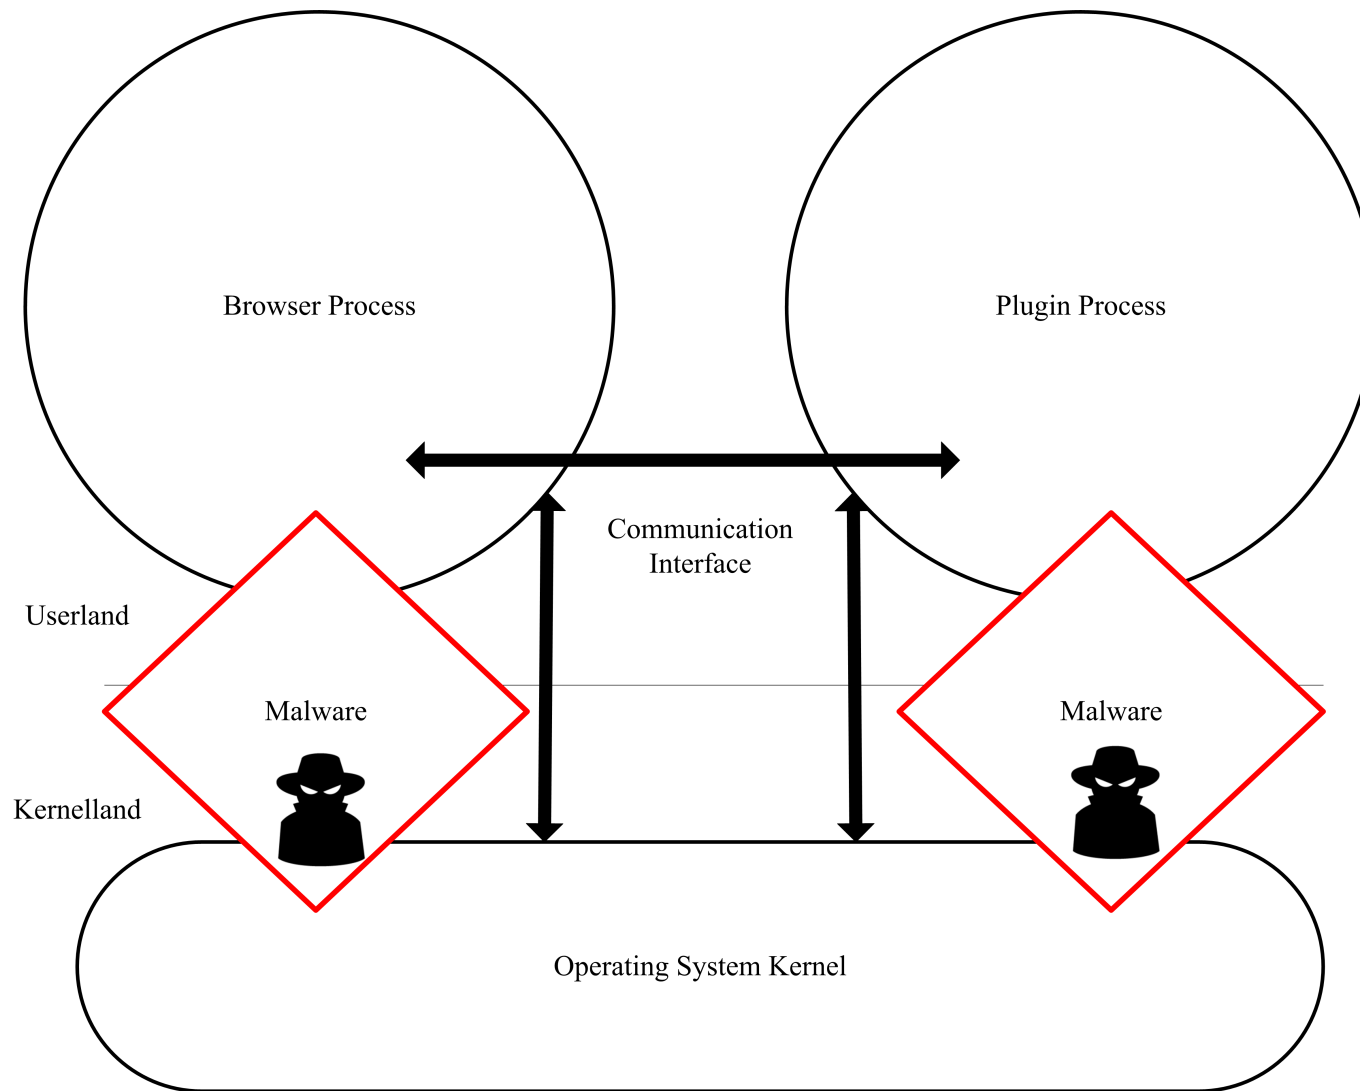 Browser Process
Plugin Process
Communication
Interface
Userland
Malware
Malware
Kernelland
Operating System Kernel